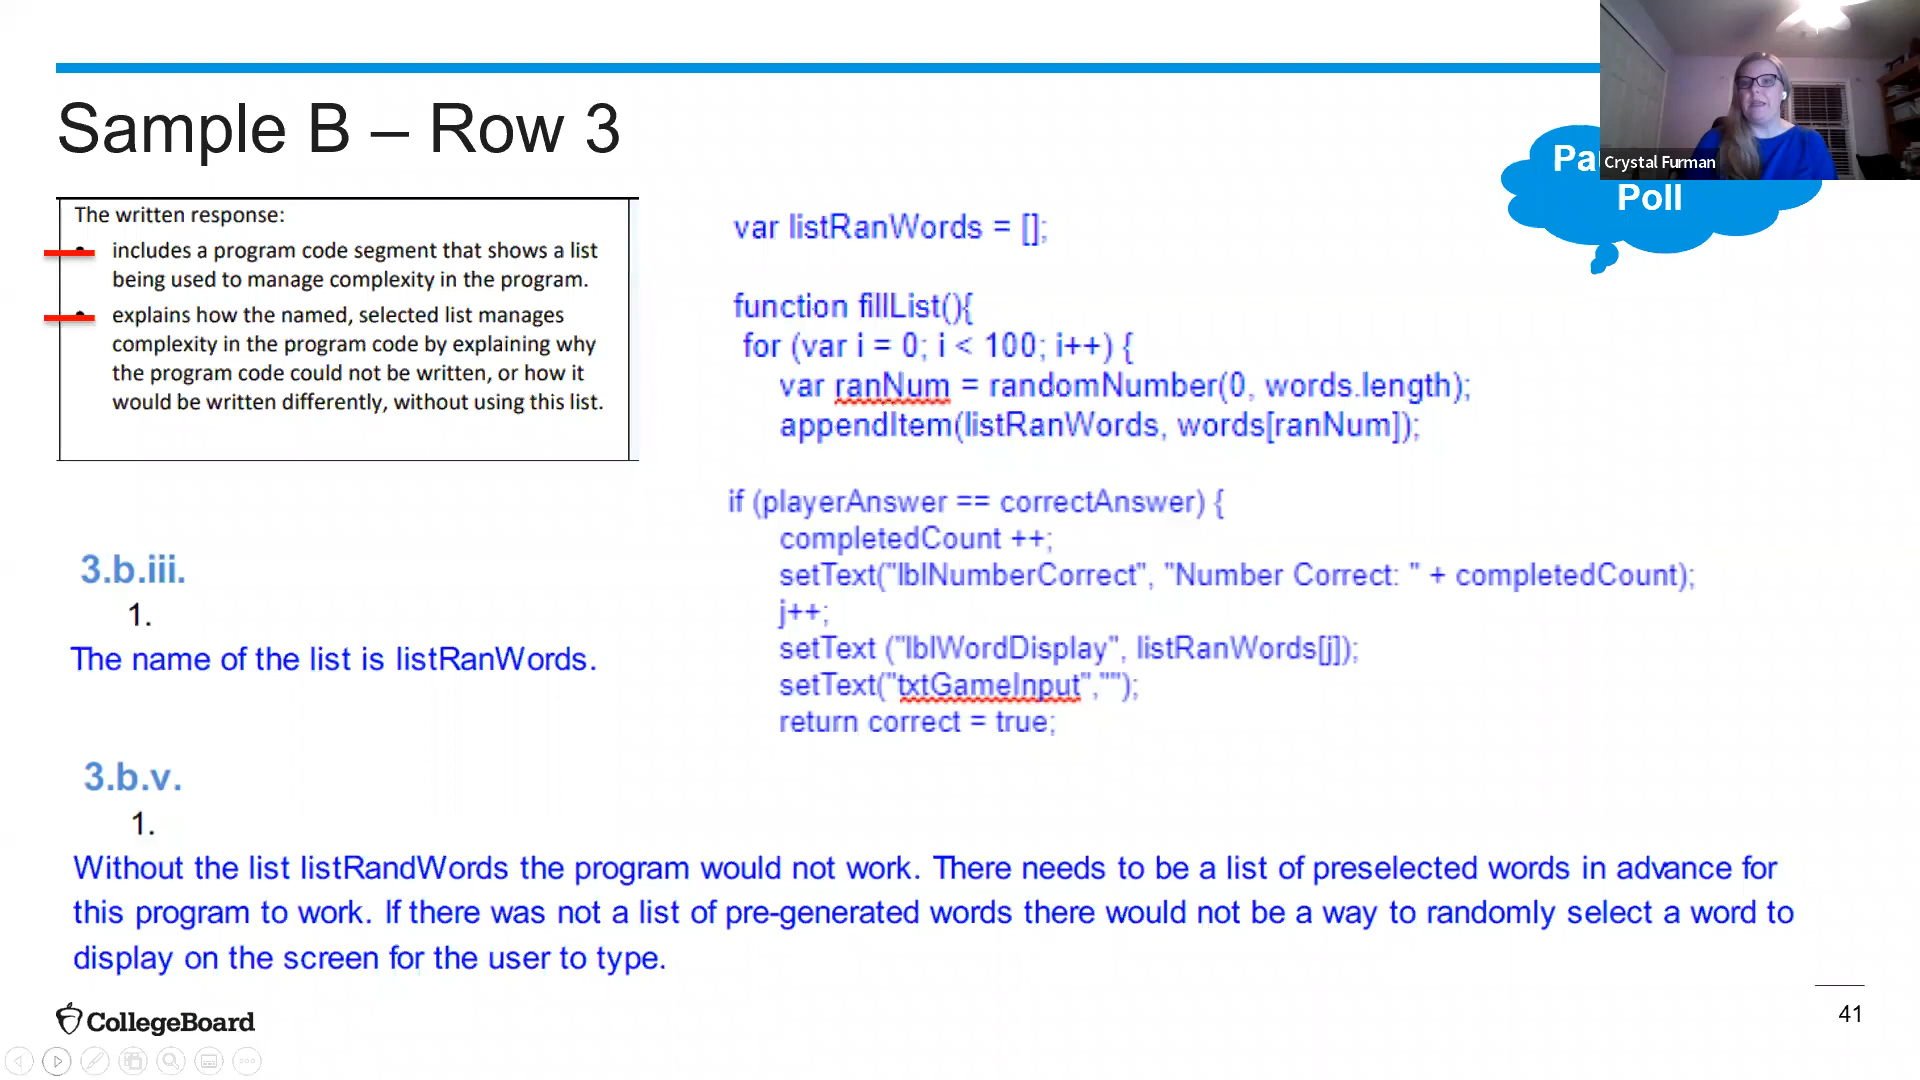 Sample B – Row 3
Crystal Furman
Poll
The written response:
includes a program code segment that shows a list
being used to manage complexity in the program.
explains how the named, selected list manages
complexity in the program code by explaining why
the program code could not be written, or how it
would be written differently, without using this list.
var listRanWords = [];
function fillList(){
for (var i = 0; i < 100; i++) {
var ranNum = randomNumber(0, words.length);
appendItem(listRanWords, words[ranNum]);
if (playerAnswer == correctAnswer) {
completedCount ++;
setText("lblNumberCorrect", "Number Correct: " + completedCount);
j++;
setText ("lblWordDisplay", listRanWords[j]);
setText("txtGameInput","");
return correct = true;
3.b.iii.
1.
The name of the list is listRanWords.
3.b.v.
1.
Without the list listRandWords the program would not work. There needs to be a list of preselected words in advance for
this program to work. If there was not a list of pre-generated words there would not be a way to randomly select a word to
display on the screen for the user to type.
CollegeBoard
41